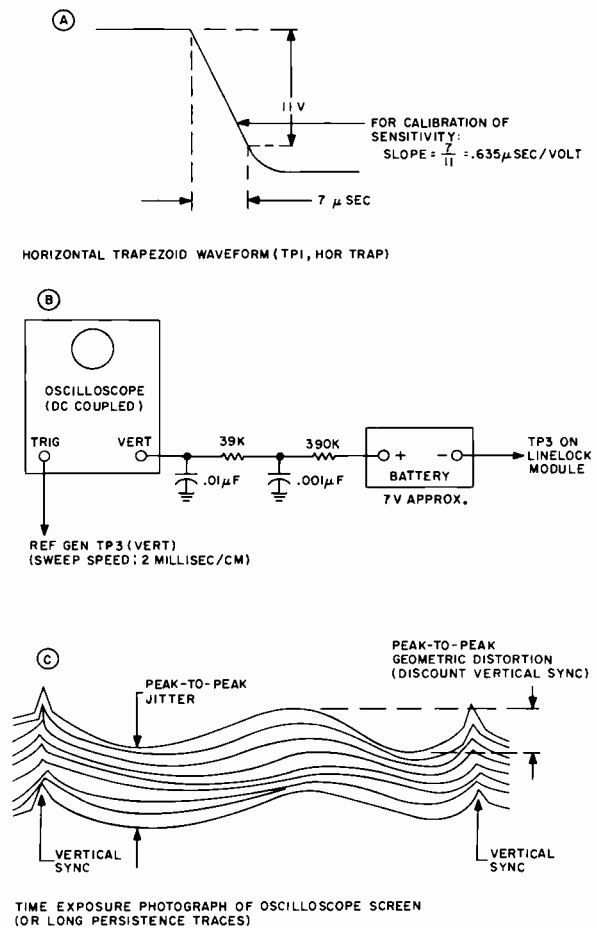 A
11 V
FOR CALIBRATION OF
SENSITIVITY:
SLOPE = 7/11 = .635 μSEC/VOLT
7 μ SEC
HORIZONTAL TRAPEZOID WAVEFORM (TP1, HOR TRAP)
B
OSCILLOSCOPE
(DC COUPLED)
TRIG
VERT
39K
390K
.01μF
.001μF
+
-
BATTERY
7V APPROX.
TP3 ON
LINELOCK
MODULE
REF GEN TP3 (VERT)
(SWEEP SPEED: 2 MILLISEC/CM)
C
PEAK-TO-PEAK
JITTER
PEAK-TO-PEAK
GEOMETRIC DISTORTION
(DISCOUNT VERTICAL SYNC)
VERTICAL
SYNC
VERTICAL
SYNC
TIME EXPOSURE PHOTOGRAPH OF OSCILLOSCOPE SCREEN
(OR LONG PERSISTENCE TRACES)